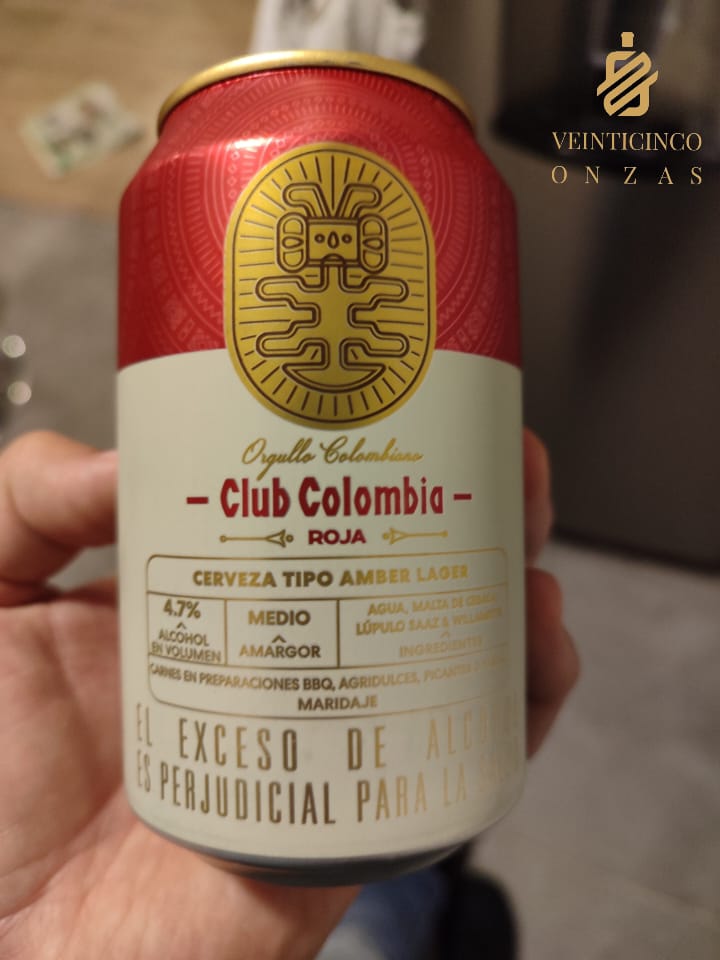 VEINTICINCO
ONZAS
Orgullo Colombiano
– Club Colombia –
ROJA
CERVEZA TIPO AMBER LAGER
4.7%
ALCOHOL
EN VOLUMEN
MEDIO
AMARGOR
AGUA, MALTA DE CEBADA,
LÚPULO SAAZ & WILLAMETTE
INGREDIENTES
CARNES EN PREPARACIONES BBQ, AGRIDULCES, PICANTES
MARIDAJE
EL EXCESO DE ALCOHOL
ES PERJUDICIAL PARA LA SALUD